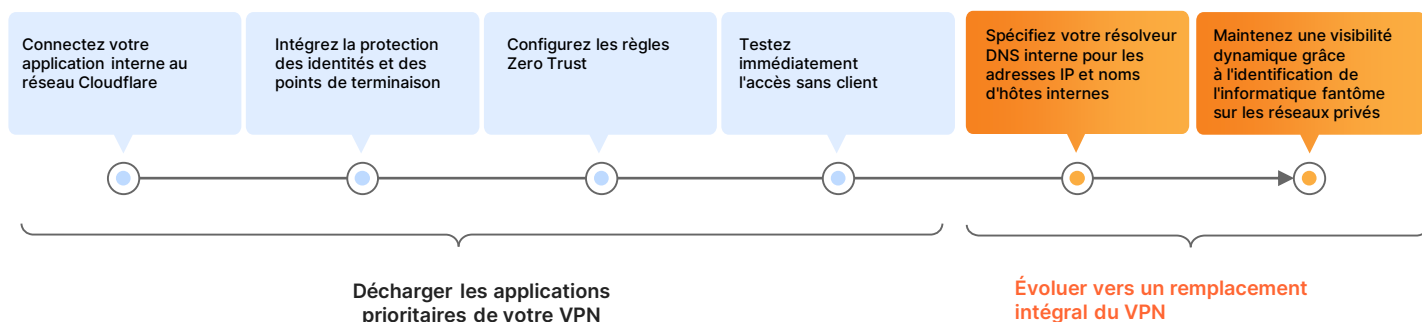 Connectez votre
application interne au
réseau Cloudflare
Intégrez la protection
des identités et des
points de terminaison
Configurez les règles
Zero Trust
Testez
immédiatement
l'accès sans client
Spécifiez votre résolveur
DNS interne pour les
adresses IP et noms
d'hôtes internes
Maintenez une visibilité
dynamique grâce
à l'identification de
l'informatique fantôme
sur les réseaux privés
Décharger les applications
prioritaires de votre VPN
Évoluer vers un remplacement
intégral du VPN